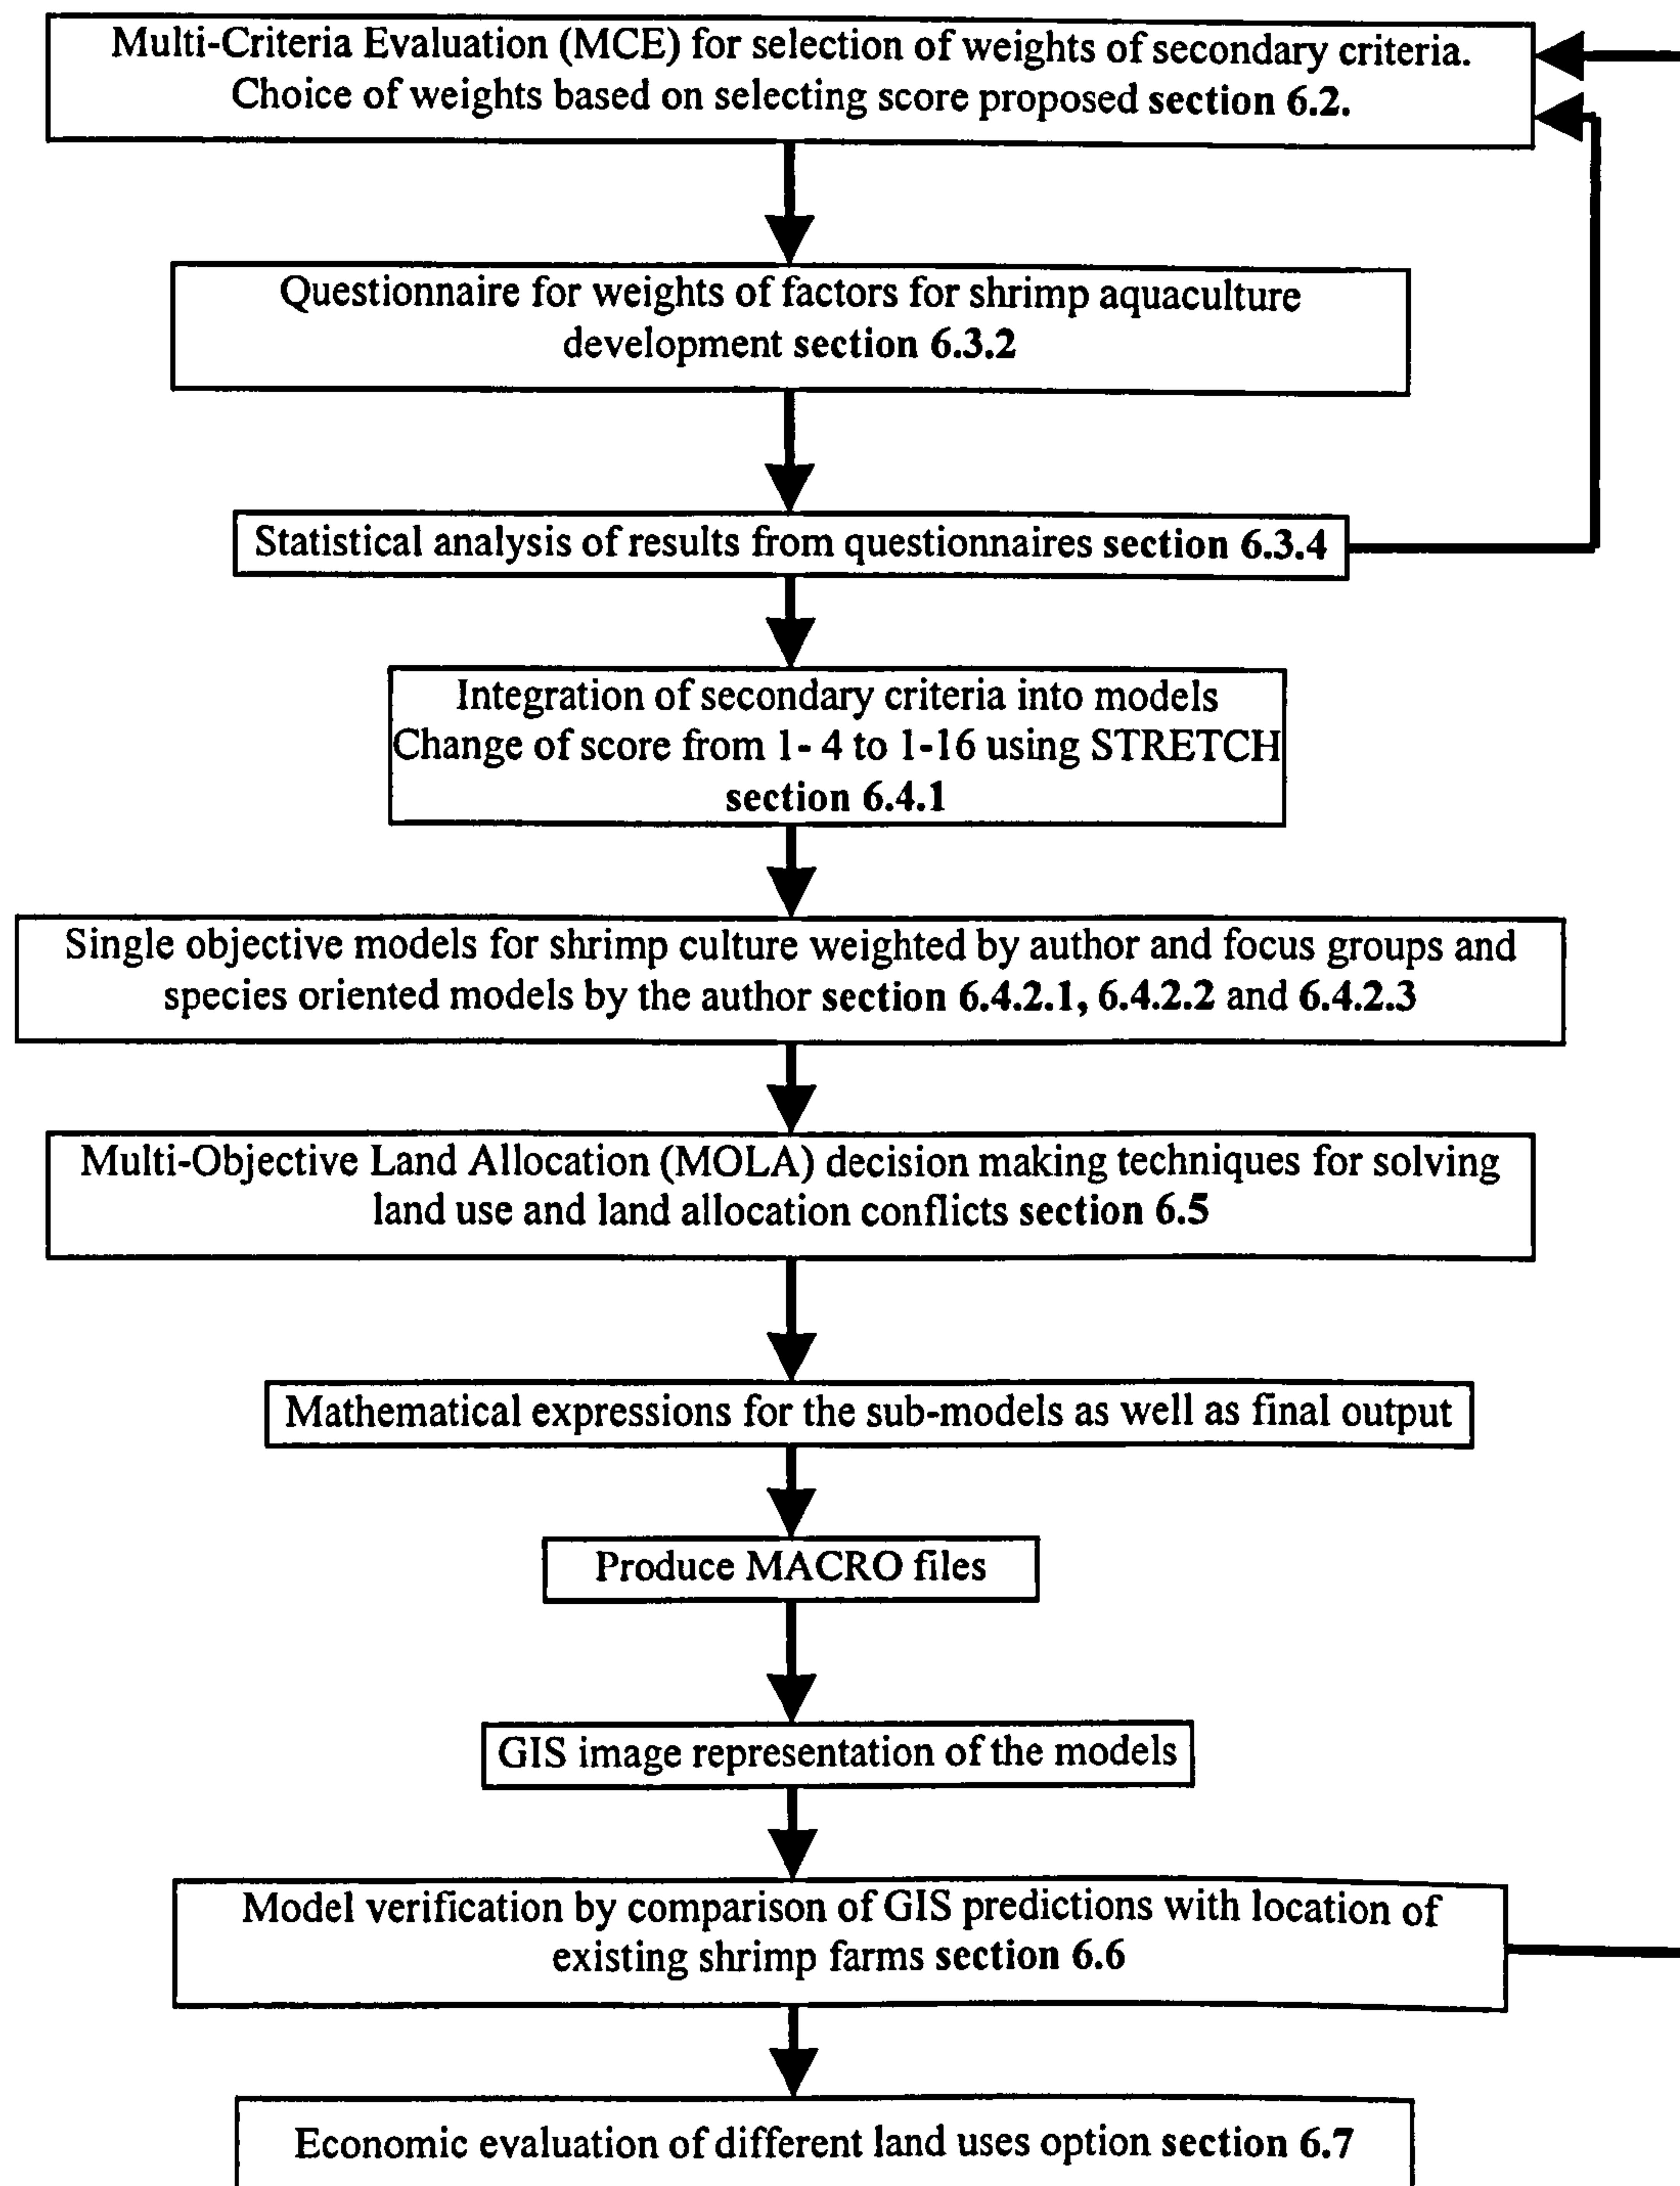 Multi-Criteria Evaluation (MCE) for selection of weights of secondary criteria.
Choice of weights based on selecting score proposed section 6.2.
Questionnaire for weights of factors for shrimp aquaculture
development section 6.3.2
Statistical analysis of results from questionnaires section 6.3.4
Integration of secondary criteria into models
Change of score from 1- 4 to 1-16 using STRETCH
section 6.4.1
Single objective models for shrimp culture weighted by author and focus groups and
species oriented models by the author section 6.4.2.1, 6.4.2.2 and 6.4.2.3
Multi-Objective Land Allocation (MOLA) decision making techniques for solving
land use and land allocation conflicts section 6.5
Mathematical expressions for the sub-models as well as final output
Produce MACRO files
GIS image representation of the models
Model verification by comparison of GIS predictions with location of
existing shrimp farms section 6.6
Economic evaluation of different land uses option section 6.7